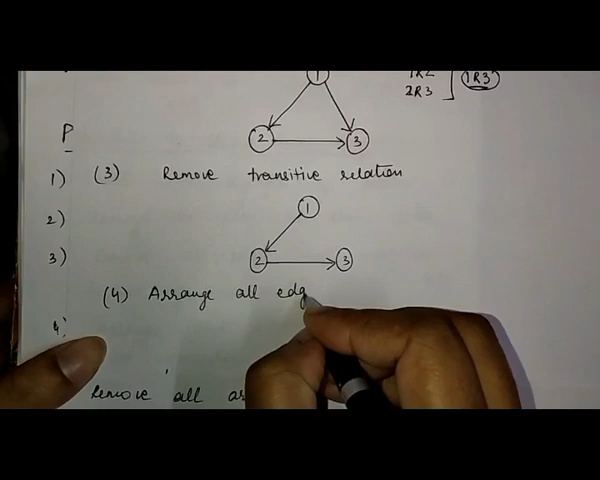 1
1R2
1R3
2R3
2 3
P
1) (3) Remove transitive relation
2)
1
3)
2 3
(4) Arrange all edg
4)
Remove all